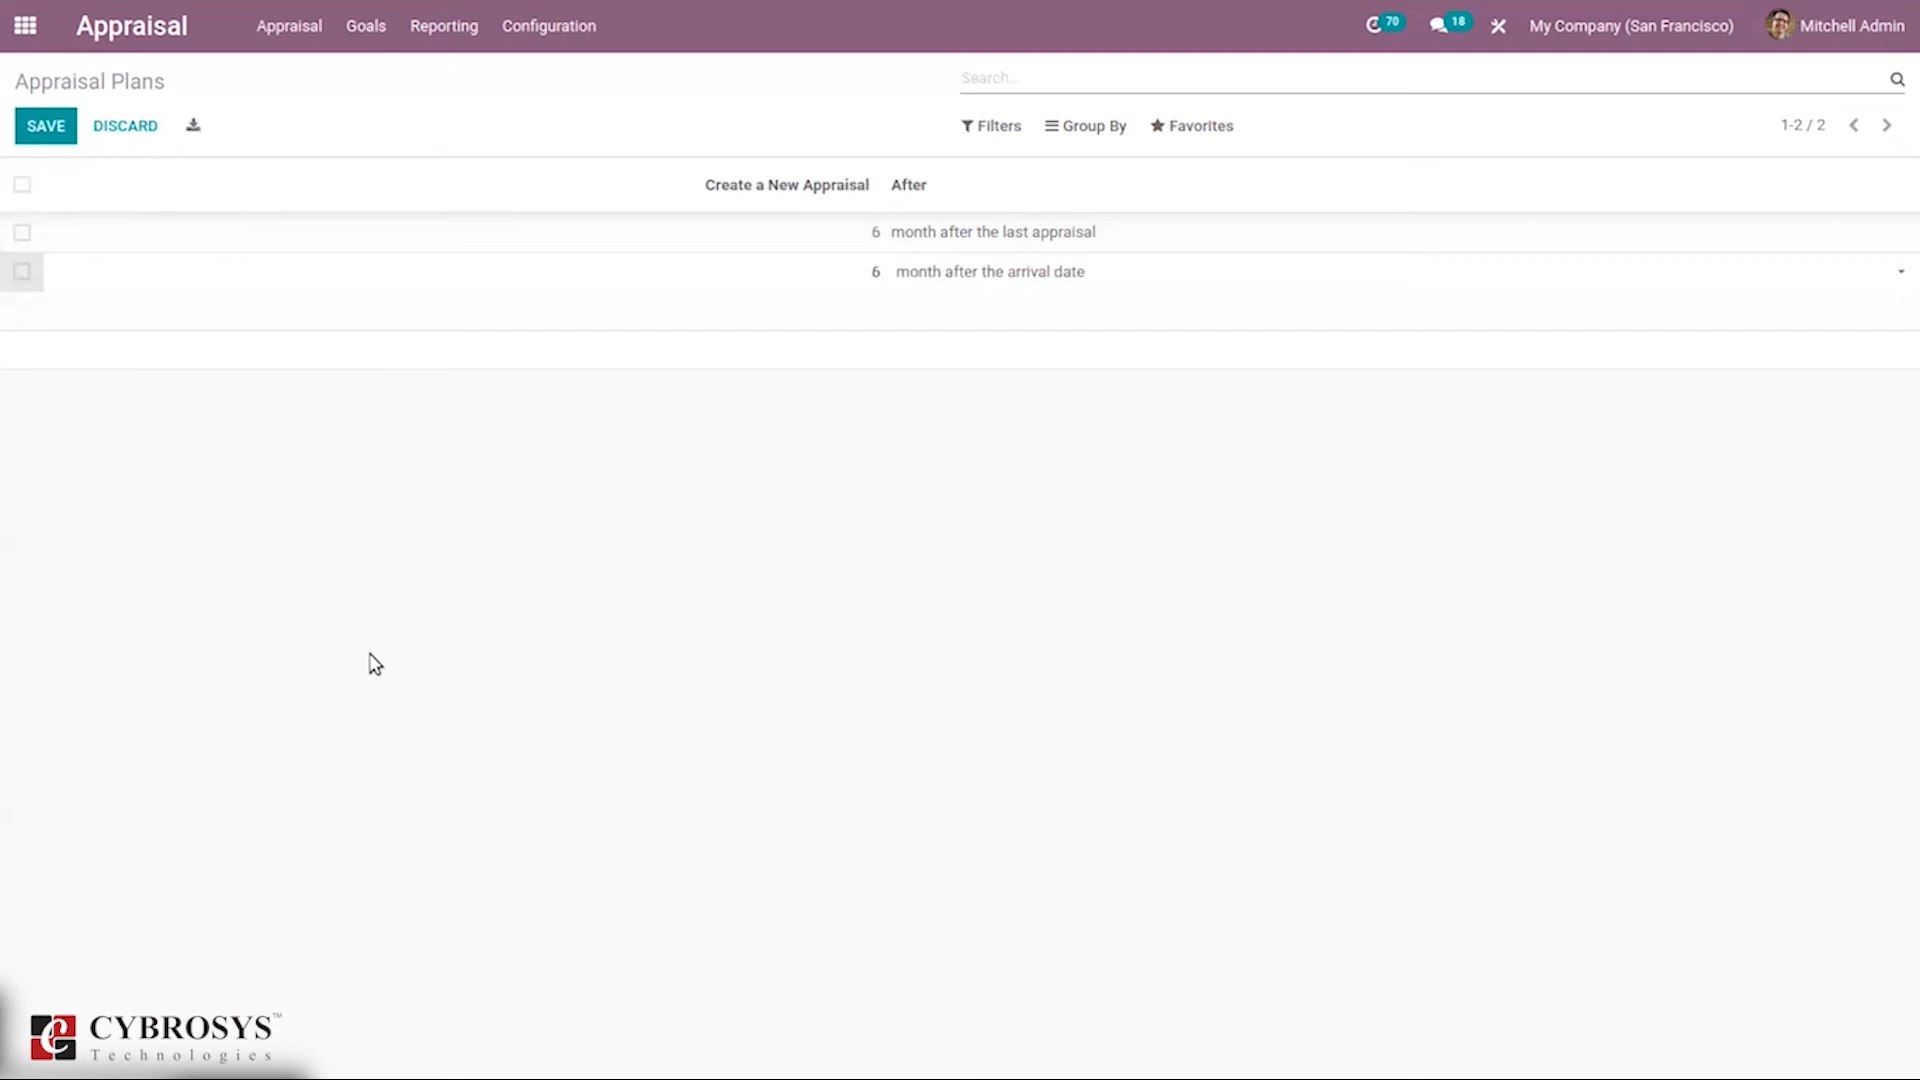 Appraisal Appraisal Goals Reporting Configuration 70 18 My Company (San Francisco) Mitchell Admin
Appraisal Plans Search...
SAVE DISCARD Filters Group By Favorites 1-2 / 2
Create a New Appraisal After
6 month after the last appraisal
6 month after the arrival date
CYBROSYS™
Technologies